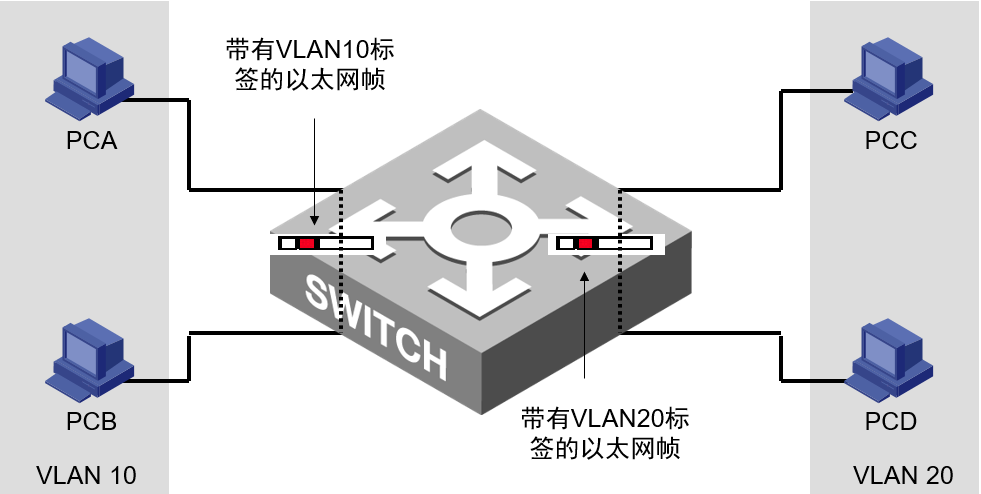 带有VLAN10标
签的以太网帧
PCA
PCC
SWITCH
PCB
PCD
带有VLAN20标
签的以太网帧
VLAN 10
VLAN 20